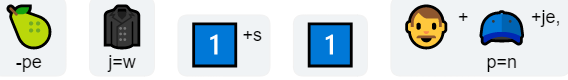 1 +s 1 + +je,
-pe j=w p=n